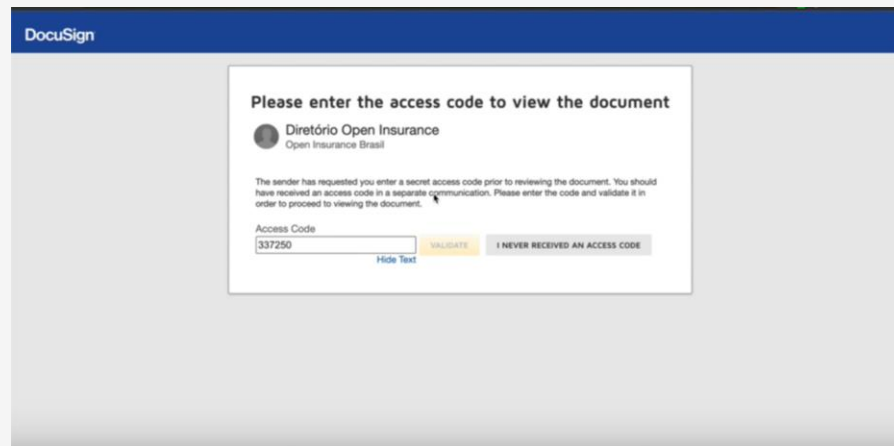 DocuSign
Please enter the access code to view the document
Diretório Open Insurance
Open Insurance Brasil
The sender has requested you enter a secret access code prior to reviewing the document. You should
have received an access code in a separate communication. Please enter the code and validate it in
order to proceed to viewing the document.
Access Code
337250
VALIDATE
I NEVER RECEIVED AN ACCESS CODE
Hide Text